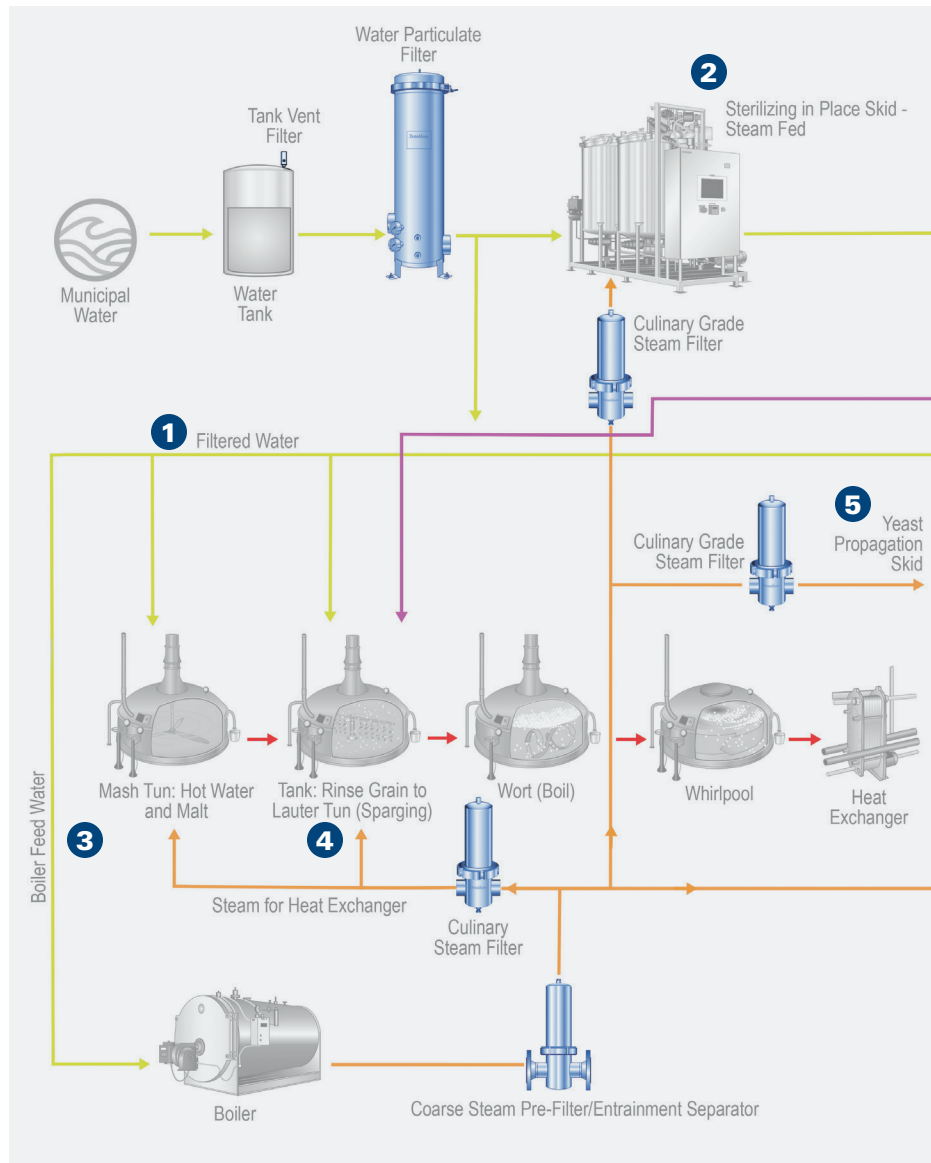 Water Particulate
Filter
2
Sterilizing in Place Skid -
Steam Fed
Tank Vent
Filter
Municipal
Water
Water
Tank
Culinary Grade
Steam Filter
1
Filtered Water
Culinary Grade
Steam Filter
5
Yeast
Propagation
Skid
Mash Tun: Hot Water
and Malt
Tank: Rinse Grain to
Lauter Tun (Sparging)
Wort (Boil)
Whirlpool
Heat
Exchanger
Boiler Feed Water
3
4
Steam for Heat Exchanger
Culinary
Steam Filter
Boiler
Coarse Steam Pre-Filter/Entrainment Separator